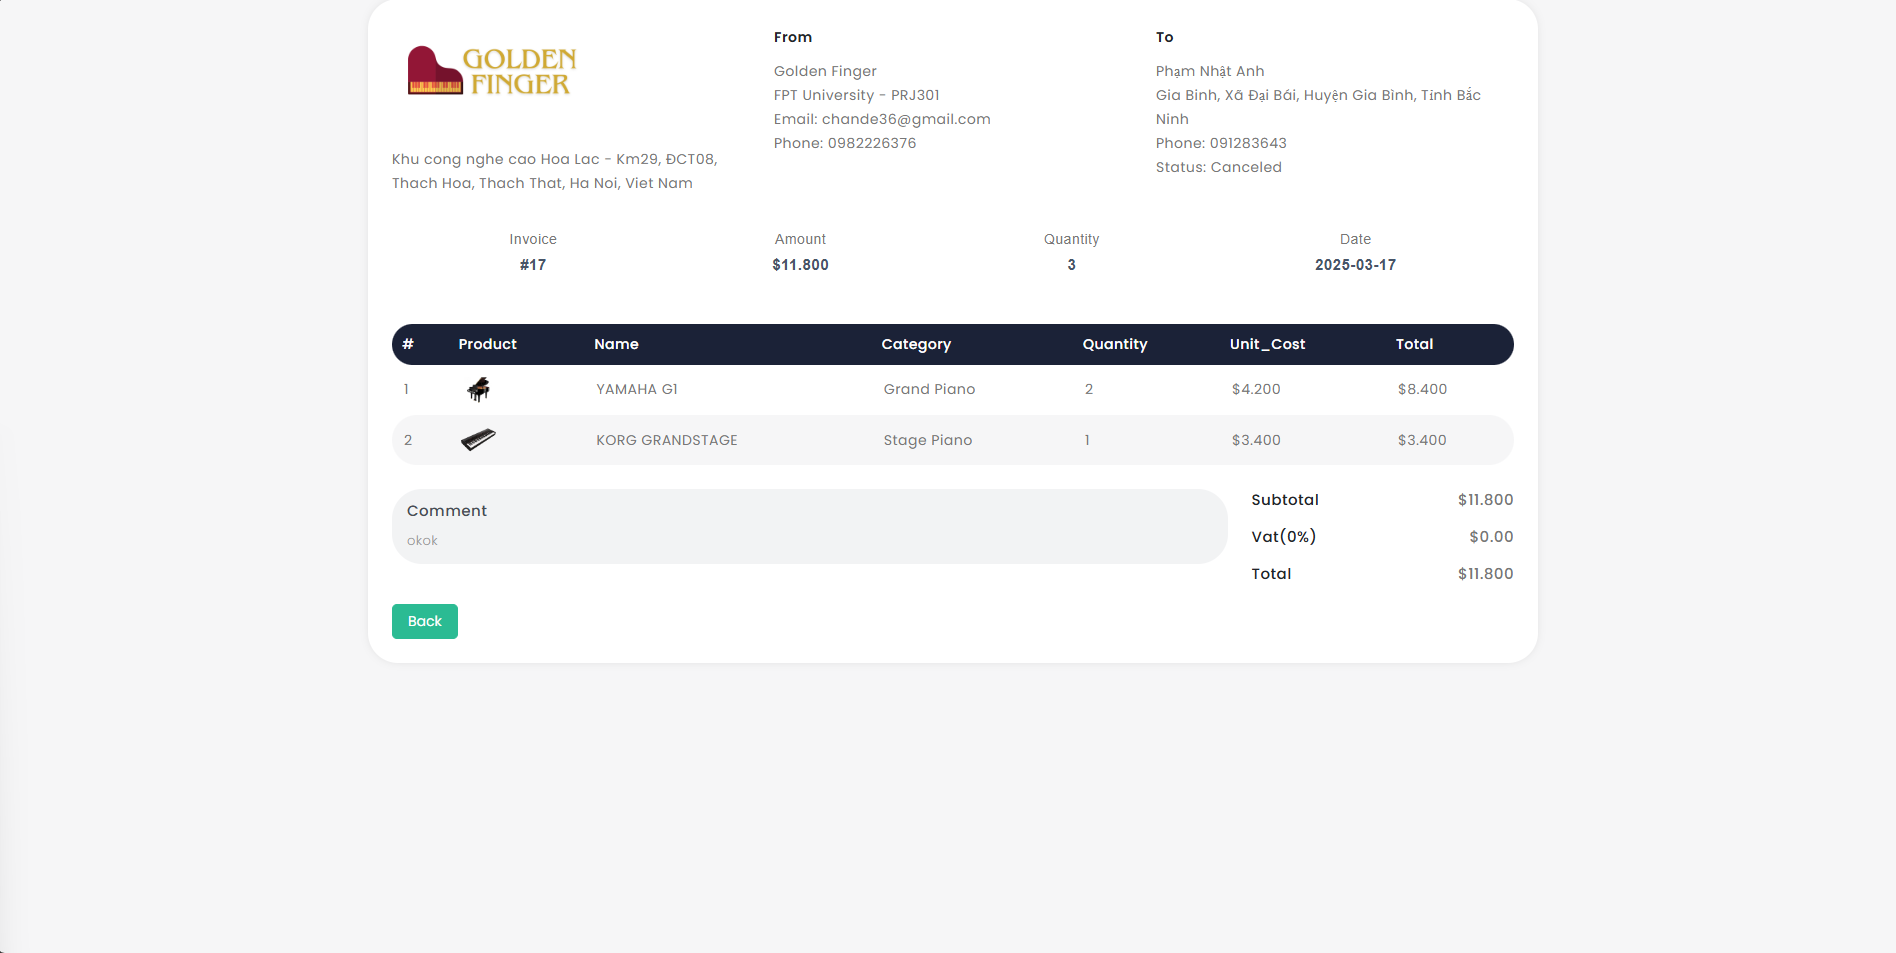 GOLDEN
FINGER
Khu cong nghe cao Hoa Lac - Km29, ĐCT08,
Thach Hoa, Thach That, Ha Noi, Viet Nam
From
Golden Finger
FPT University - PRJ301
Email: chande36@gmail.com
Phone: 0982226376
To
Phạm Nhật Anh
Gia Binh, Xã Đại Bái, Huyện Gia Bình, Tỉnh Bắc
Ninh
Phone: 091283643
Status: Canceled
Invoice Amount Quantity Date
#17 $11.800 3 2025-03-17
# Product Name Category Quantity Unit_Cost Total
1 YAMAHA G1 Grand Piano 2 $4.200 $8.400
2 KORG GRANDSTAGE Stage Piano 1 $3.400 $3.400
Comment
okok
Subtotal $11.800
Vat(0%) $0.00
Total $11.800
Back